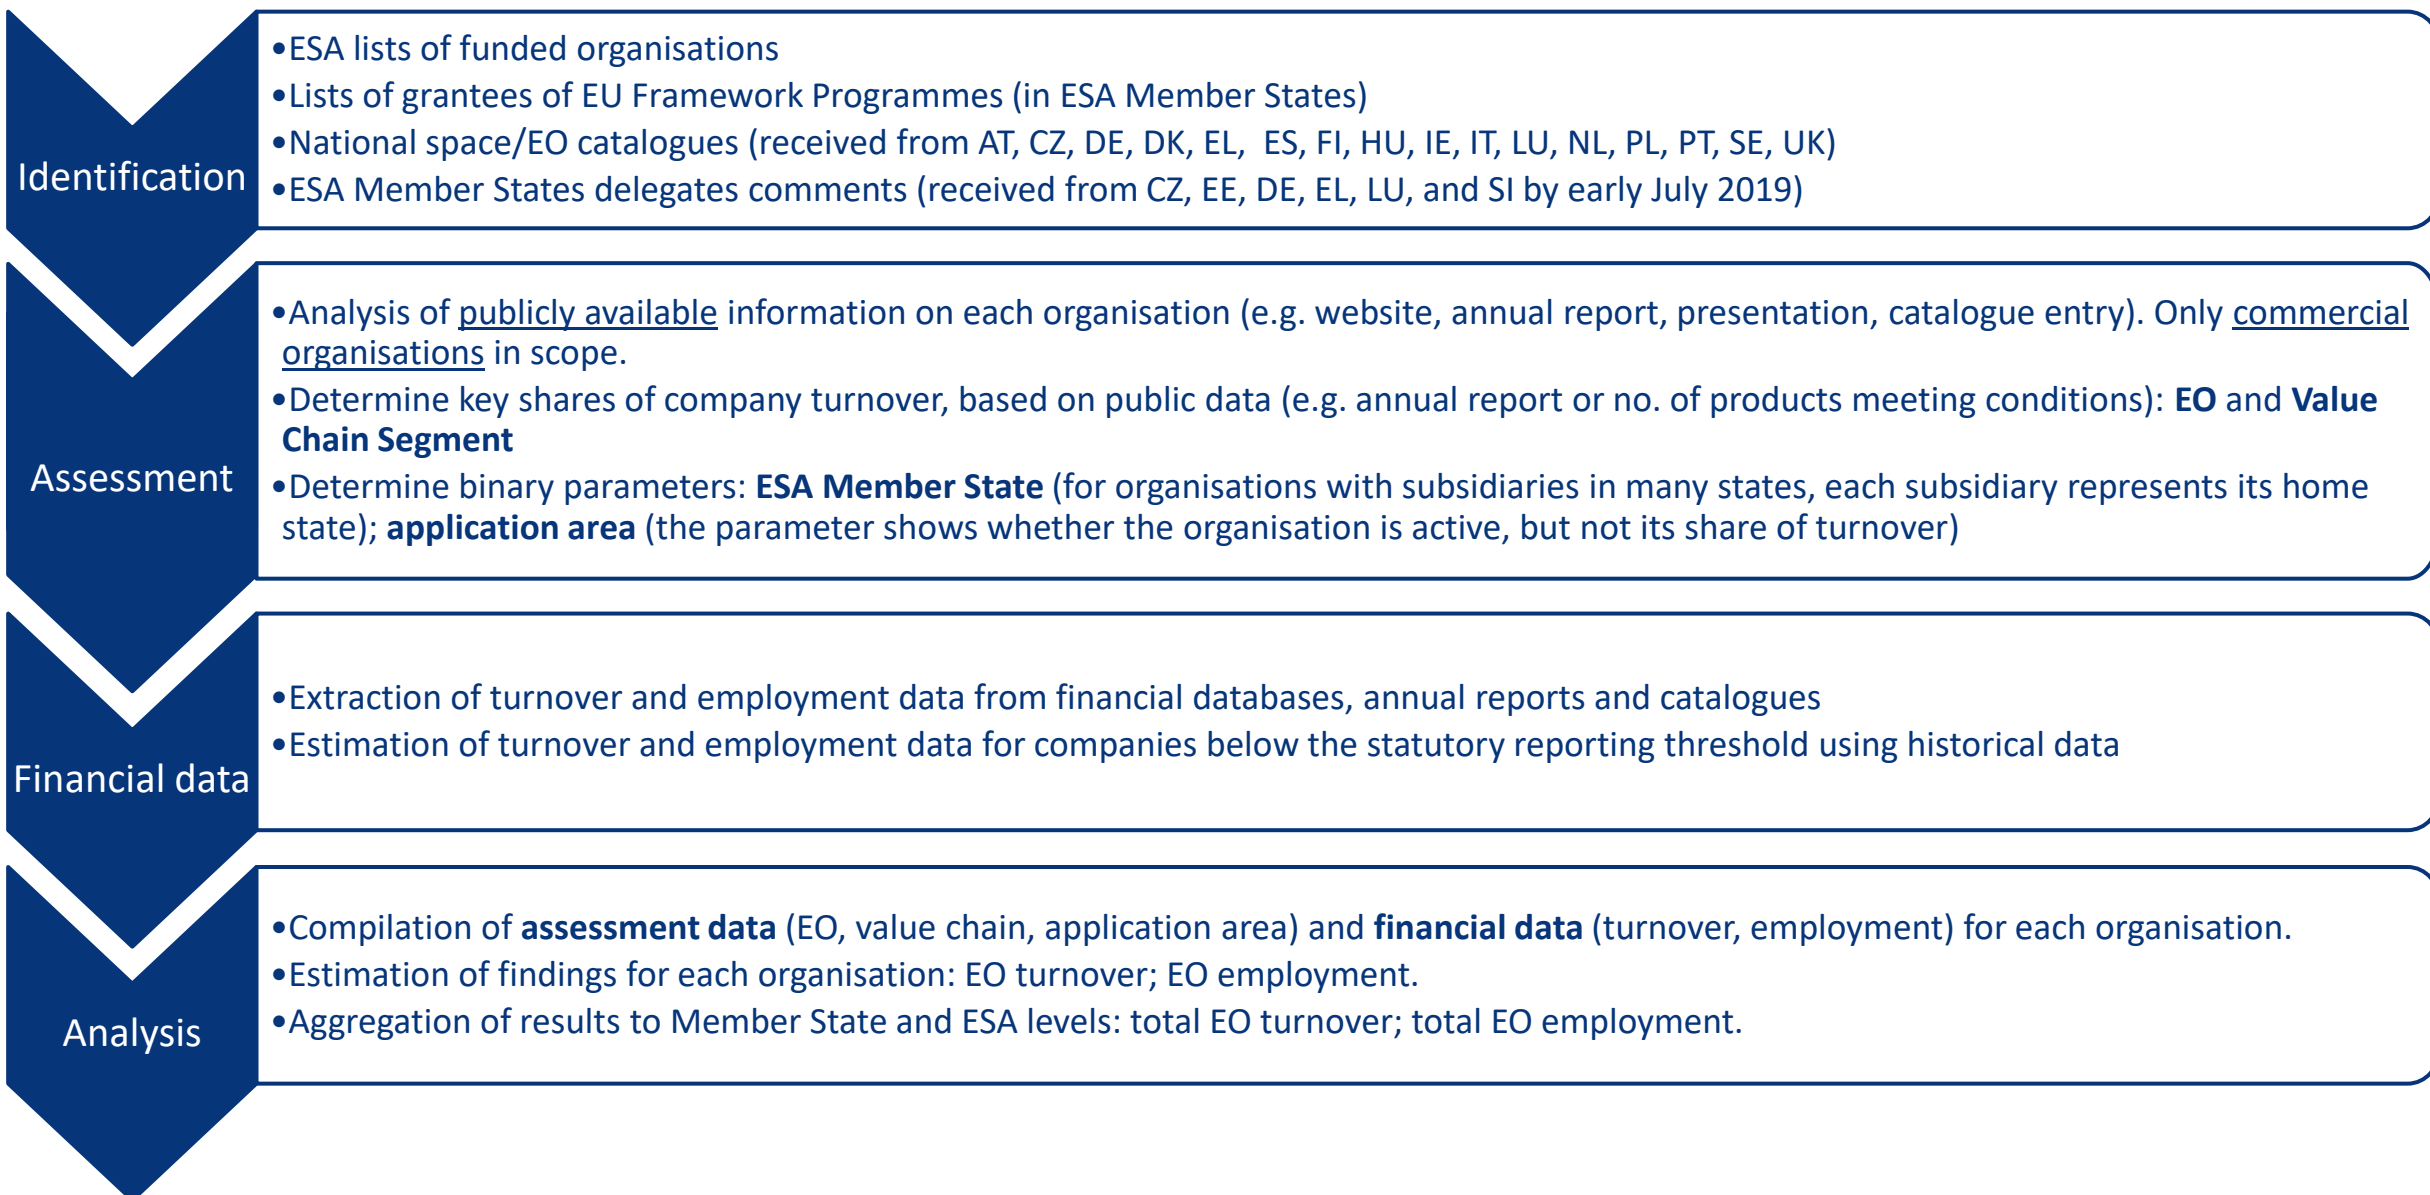 Identification
•ESA lists of funded organisations
•Lists of grantees of EU Framework Programmes (in ESA Member States)
•National space/EO catalogues (received from AT, CZ, DE, DK, EL,  ES, FI, HU, IE, IT, LU, NL, PL, PT, SE, UK)
•ESA Member States delegates comments (received from CZ, EE, DE, EL, LU, and SI by early July 2019)
Assessment
•Analysis of publicly available information on each organisation (e.g. website, annual report, presentation, catalogue entry). Only commercial
organisations in scope.
•Determine key shares of company turnover, based on public data (e.g. annual report or no. of products meeting conditions): EO and Value
Chain Segment
•Determine binary parameters: ESA Member State (for organisations with subsidiaries in many states, each subsidiary represents its home
state); application area (the parameter shows whether the organisation is active, but not its share of turnover)
Financial data
•Extraction of turnover and employment data from financial databases, annual reports and catalogues
•Estimation of turnover and employment data for companies below the statutory reporting threshold using historical data
Analysis
•Compilation of assessment data (EO, value chain, application area) and financial data (turnover, employment) for each organisation.
•Estimation of findings for each organisation: EO turnover; EO employment.
•Aggregation of results to Member State and ESA levels: total EO turnover; total EO employment.